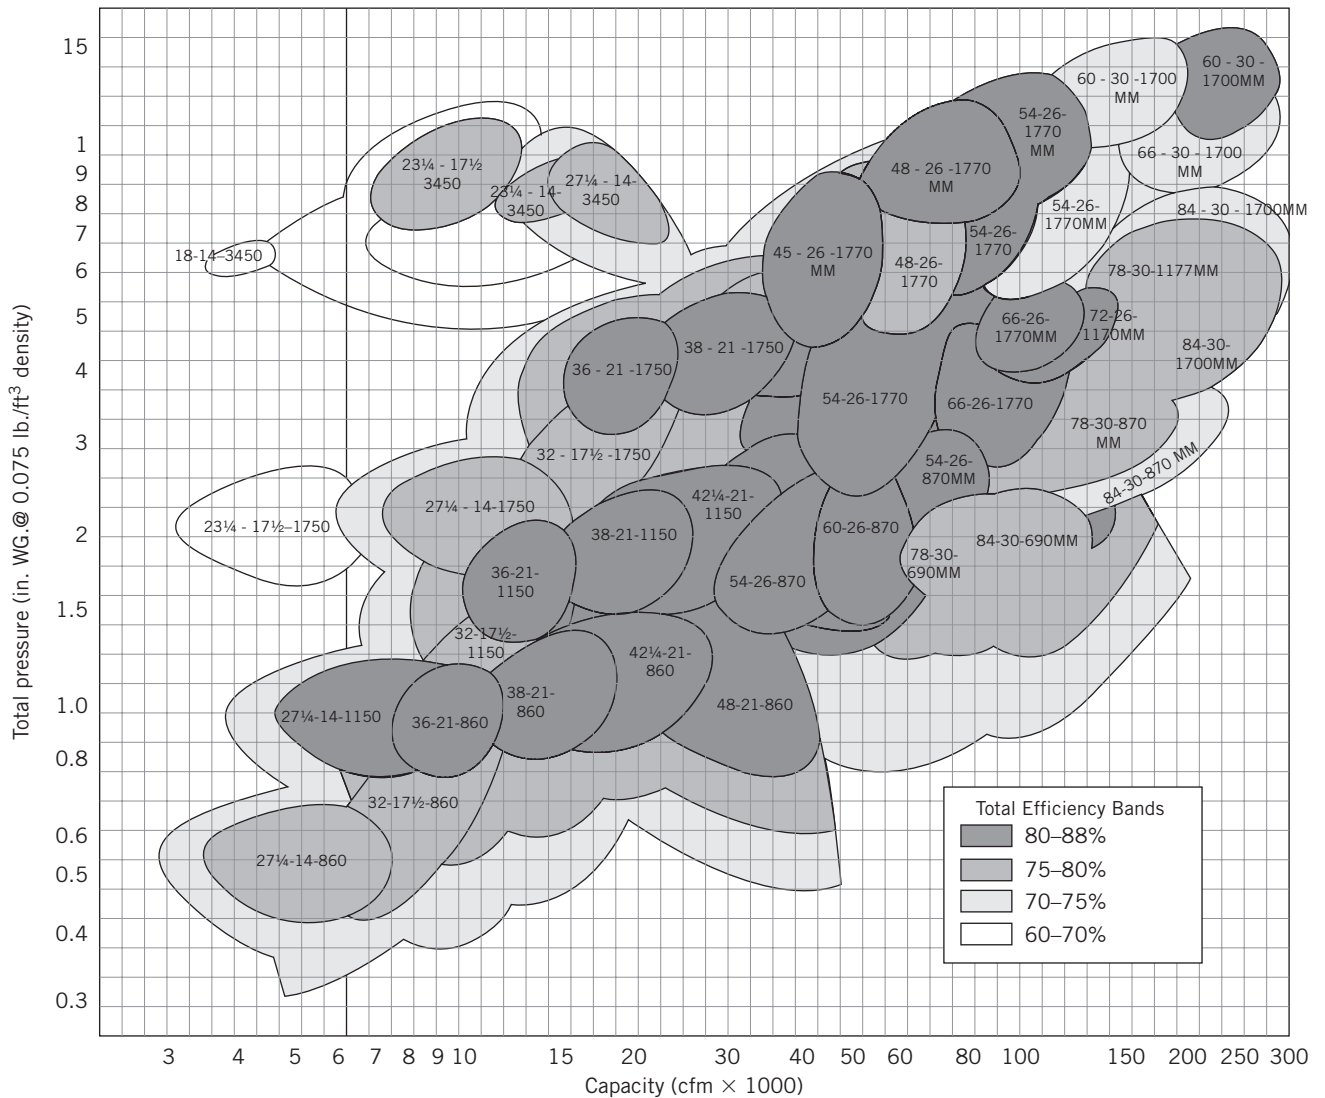 15
1
9
8
7
6
5
4
3
2
1.5
1.0
0.8
0.6
0.5
0.4
0.3
Total pressure (in. WG.@ 0.075 lb./ft³ density)
60 - 30 -
1700MM
60 - 30 -1700
MM
54-26-
1770
MM
66 - 30 - 1700
MM
48 - 26 -1770
MM
23¼ - 17½
3450
23¼ - 14-
3450
27¼ - 14-
3450
54-26-
1770MM
84 - 30 - 1700MM
18-14–3450
45 - 26 -1770
MM
54-26-
1770
48-26-
1770
78-30-1177MM
66-26-
1770MM
72-26-
1170MM
38 - 21 -1750
36 - 21 -1750
84-30-
1700MM
54-26-1770
66-26-1770
78-30-870
MM
32 - 17½ -1750
54-26-
870MM
84-30-870 MM
27¼ - 14-1750
42¼-21-
1150
23¼ - 17½–1750
38-21-1150
60-26-870
84-30-690MM
78-30-
690MM
36-21-
1150
54-26-870
32-17½-
1150
42¼-21-
860
27¼-14-1150
36-21-860
38-21-
860
48-21-860
32-17½-860
27¼-14-860
Total Efficiency Bands
80–88%
75–80%
70–75%
60–70%
3 4 5 6 7 8 9 10 15 20 30 40 50 60 80 100 150 200 250 300
Capacity (cfm × 1000)